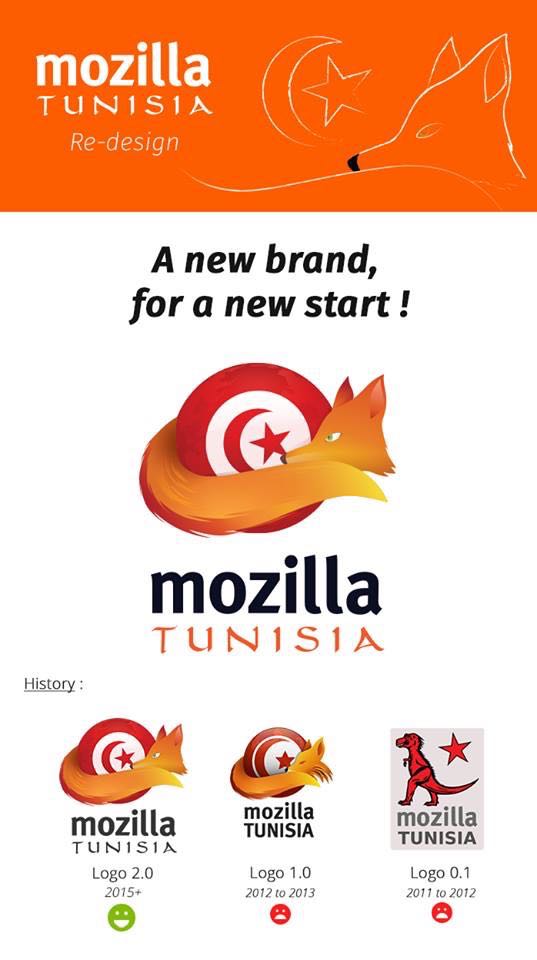 mozilla
TUNISIA
Re-design
A new brand,
for a new start !
mozilla
TUNISIA
History :
mozilla
TUNISIA
Logo 2.0
2015+
mozilla
TUNISIA
Logo 1.0
2012 to 2013
mozilla
TUNISIA
Logo 0.1
2011 to 2012